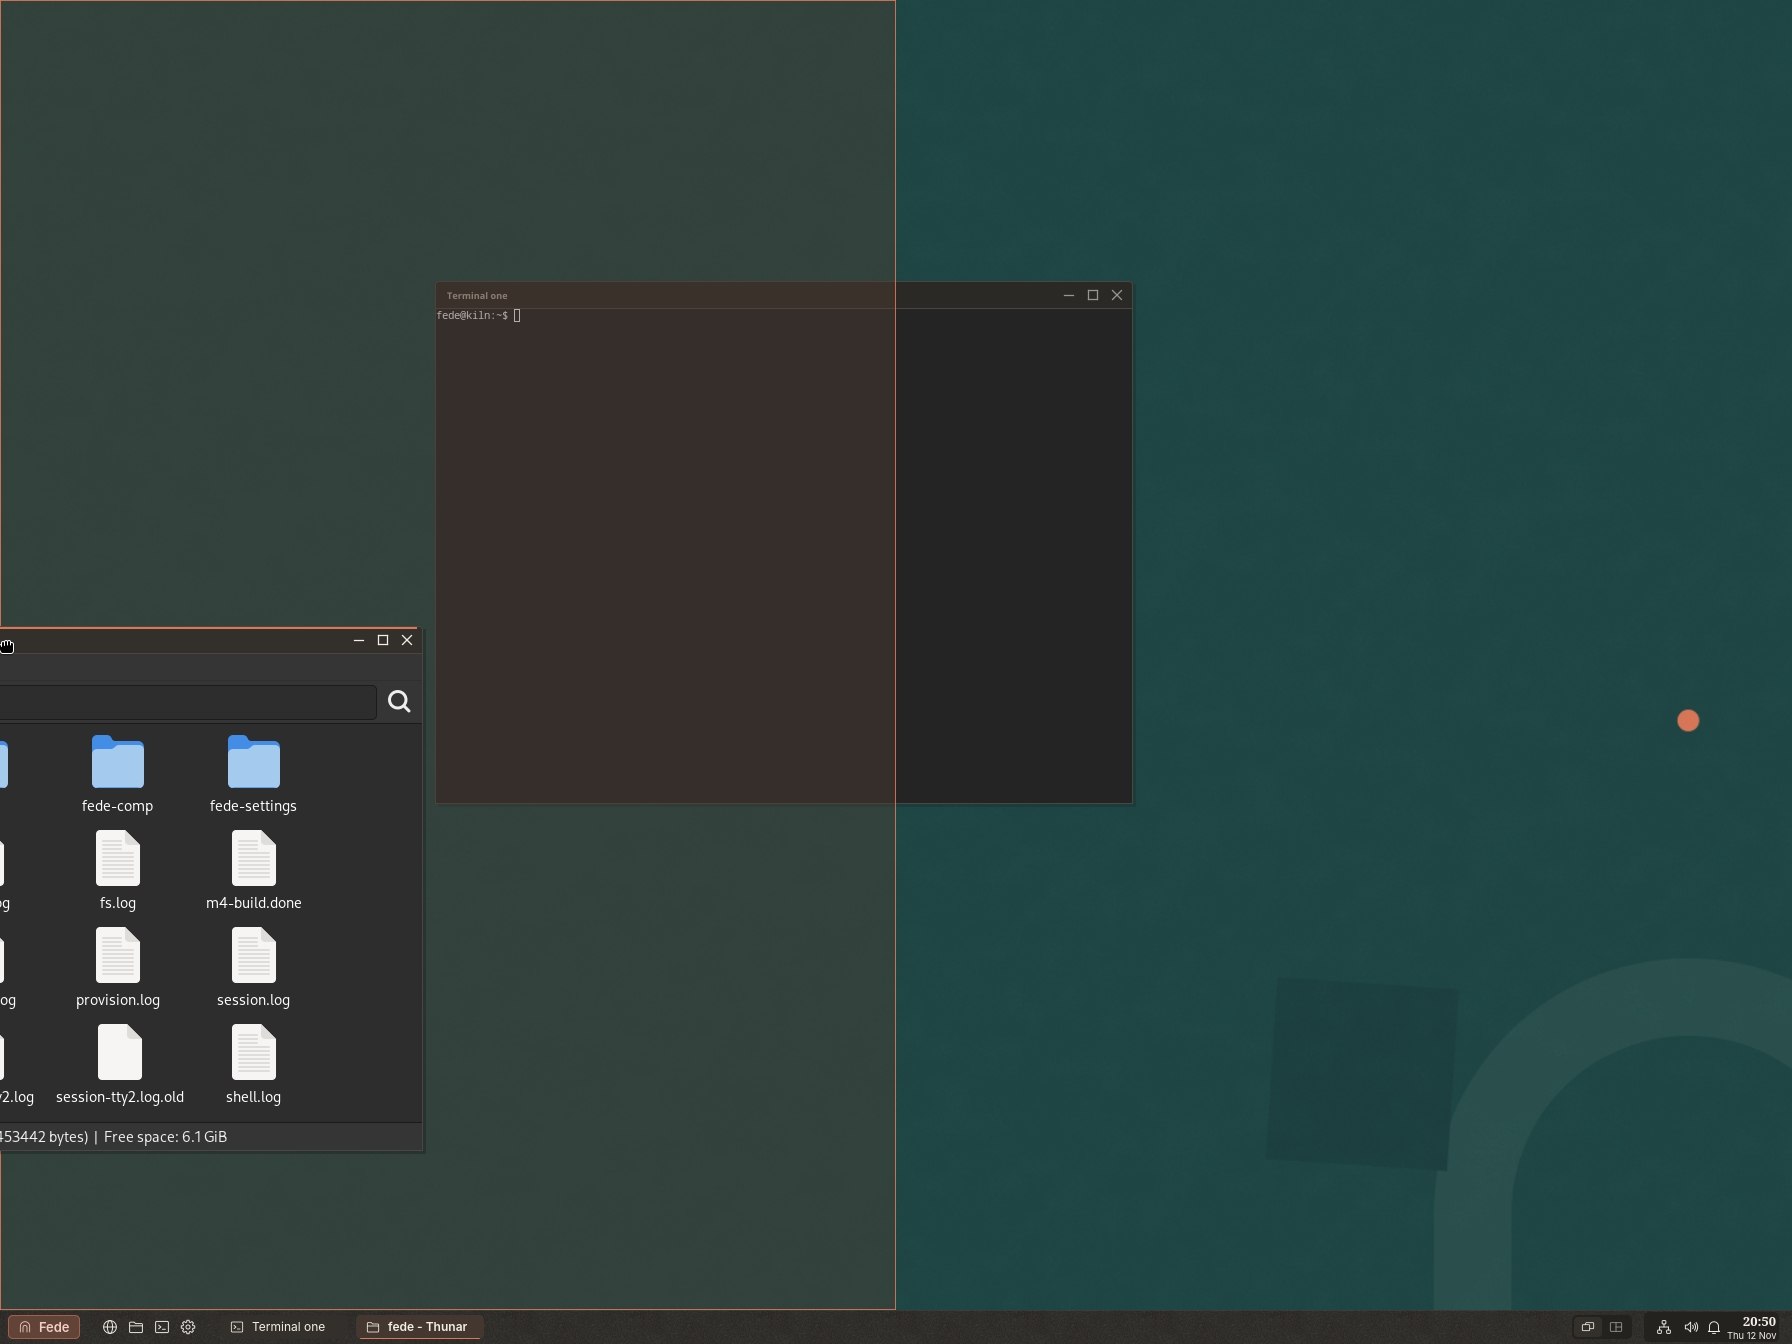 Terminal one
fede@kiln:~$
fede-comp
fede-settings
og
fs.log
m4-build.done
og
provision.log
session.log
2.log
session-tty2.log.old
shell.log
453442 bytes) | Free space: 6.1 GiB
Fede
Terminal one
fede - Thunar
20:50
Thu 12 Nov